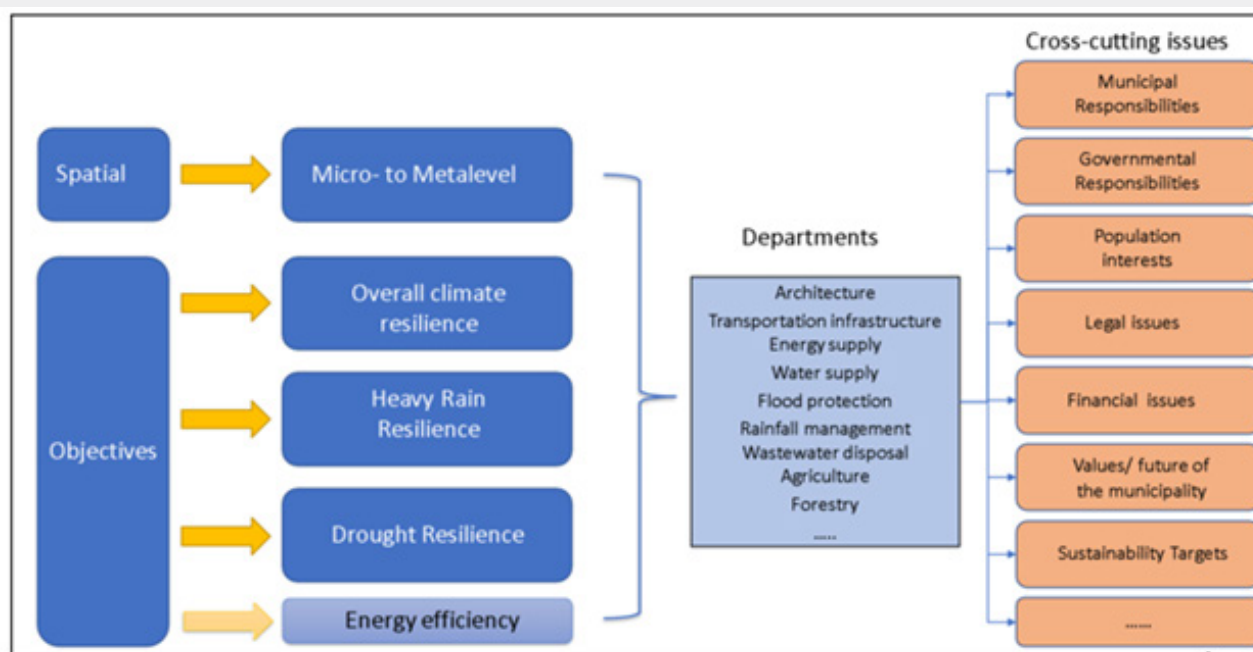 Cross-cutting issues
Spatial
Micro- to Metalevel
Objectives
Overall climate
resilience
Heavy Rain
Resilience
Drought Resilience
Energy efficiency
Departments
Architecture
Transportation infrastructure
Energy supply
Water supply
Flood protection
Rainfall management
Wastewater disposal
Agriculture
Forestry
.....
Municipal
Responsibilities
Governmental
Responsibilities
Population
interests
Legal issues
Financial issues
Values/ future of
the municipality
Sustainability Targets
......